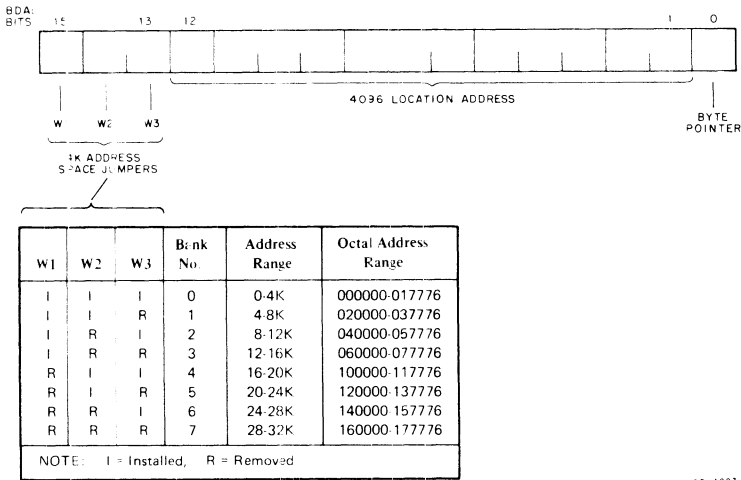 BDAL
BITS 15 13 12 1 0
4096 LOCATION ADDRESS
BYTE
POINTER
W W2 W3
4K ADDRESS
SPACE JUMPERS
W1 W2 W3 Bank No. Address Range Octal Address Range
I I I 0 0-4K 000000-017776
I I R 1 4-8K 020000-037776
I R I 2 8-12K 040000-057776
I R R 3 12-16K 060000-077776
R I I 4 16-20K 100000-117776
R I R 5 20-24K 120000-137776
R R I 6 24-28K 140000-157776
R R R 7 28-32K 160000-177776
NOTE: I = Installed, R = Removed